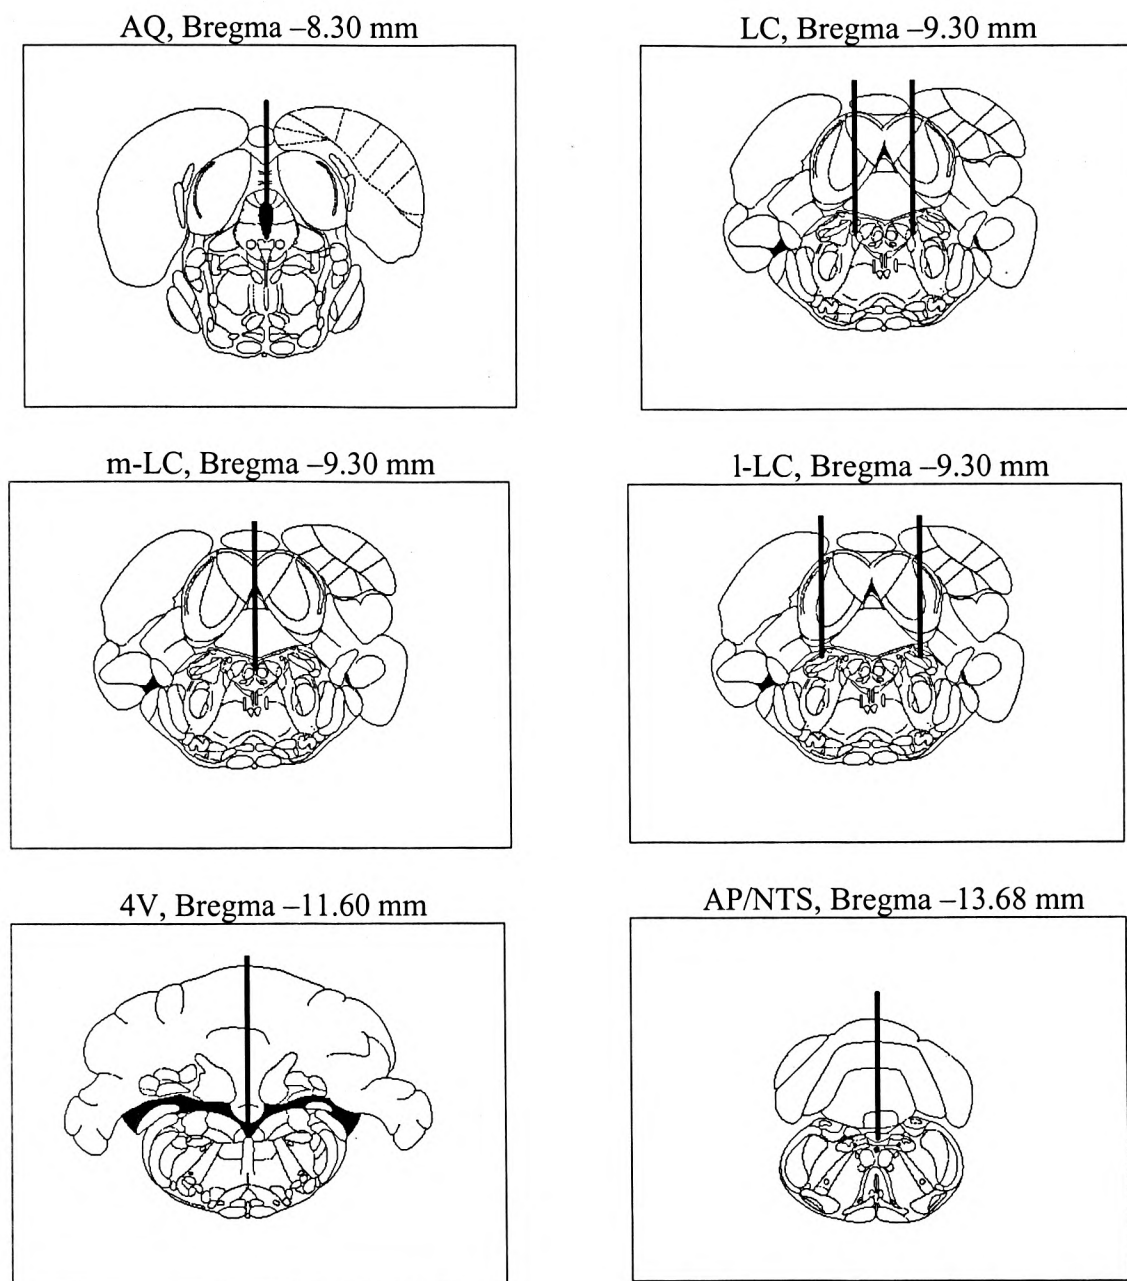 AQ, Bregma –8.30 mm
LC, Bregma –9.30 mm
m-LC, Bregma –9.30 mm
l-LC, Bregma –9.30 mm
4V, Bregma –11.60 mm
AP/NTS, Bregma –13.68 mm